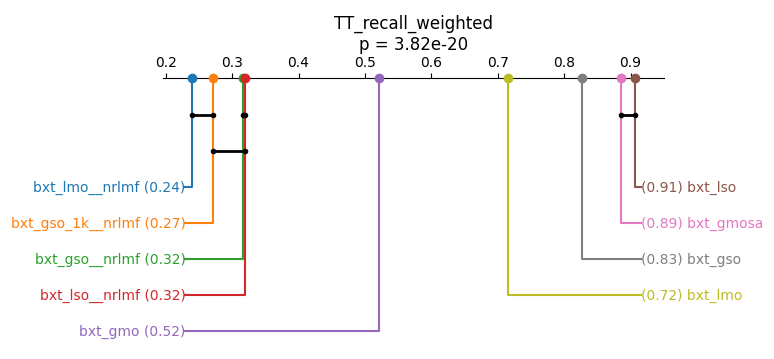 TT_recall_weighted
p = 3.82e-20
0.2 0.3 0.4 0.5 0.6 0.7 0.8 0.9
bxt_lmo__nrlmf (0.24)
(0.91) bxt_lso
bxt_gso_1k__nrlmf (0.27)
(0.89) bxt_gmosa
bxt_gso__nrlmf (0.32)
(0.83) bxt_gso
bxt_lso__nrlmf (0.32)
(0.72) bxt_lmo
bxt_gmo (0.52)